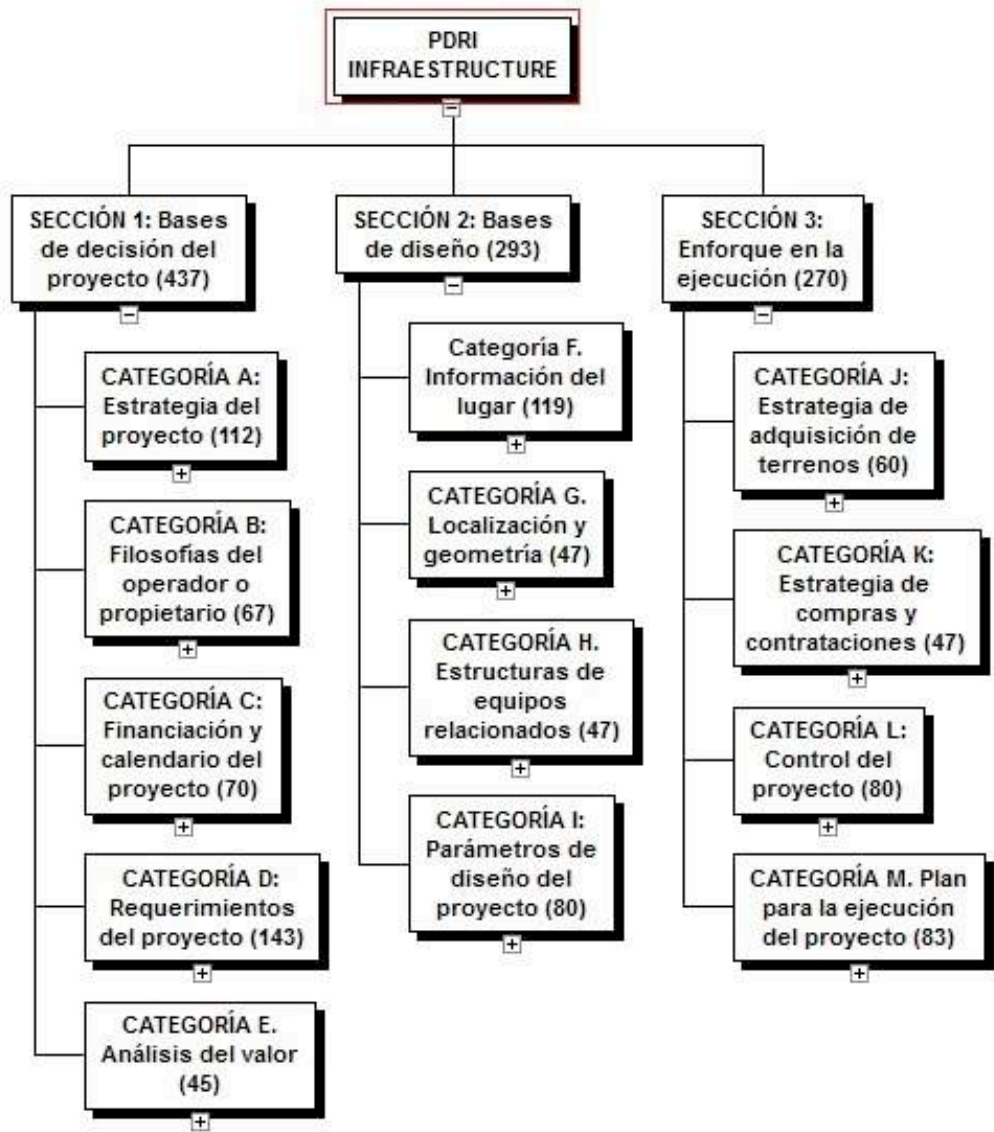 PDRI
INFRAESTRUCTURE
SECCIÓN 1: Bases
de decisión del
proyecto (437)
CATEGORÍA A:
Estrategia del
proyecto (112)
CATEGORÍA B:
Filosofías del
operador o
propietario (67)
CATEGORÍA C:
Financiación y
calendario del
proyecto (70)
CATEGORÍA D:
Requerimientos
del proyecto (143)
CATEGORÍA E.
Análisis del valor
(45)
SECCIÓN 2: Bases
de diseño (293)
Categoría F.
Información del
lugar (119)
CATEGORÍA G.
Localización y
geometría (47)
CATEGORÍA H.
Estructuras de
equipos
relacionados (47)
CATEGORÍA I:
Parámetros de
diseño del
proyecto (80)
SECCIÓN 3:
Enforque en la
ejecución (270)
CATEGORÍA J:
Estrategia de
adquisición de
terrenos (60)
CATEGORÍA K:
Estrategia de
compras y
contrataciones (47)
CATEGORÍA L:
Control del
proyecto (80)
CATEGORÍA M. Plan
para la ejecución
del proyecto (83)